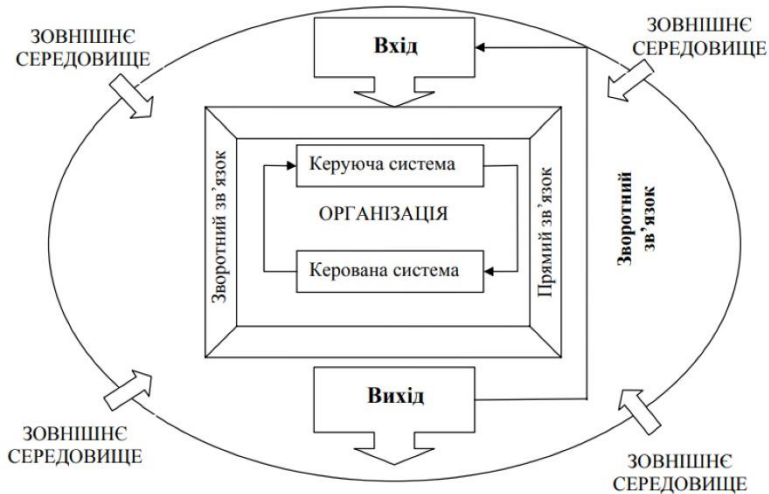 ЗОВНІШНЄ
СЕРЕДОВИЩЕ
Вхід
ЗОВНІШНЄ
СЕРЕДОВИЩЕ
Зворотний зв’язок
Керуюча система
ОРГАНІЗАЦІЯ
Керована система
Прямий зв’язок
Зворотний
зв’язок
Вихід
ЗОВНІШНЄ
СЕРЕДОВИЩЕ
ЗОВНІШНЄ
СЕРЕДОВИЩЕ